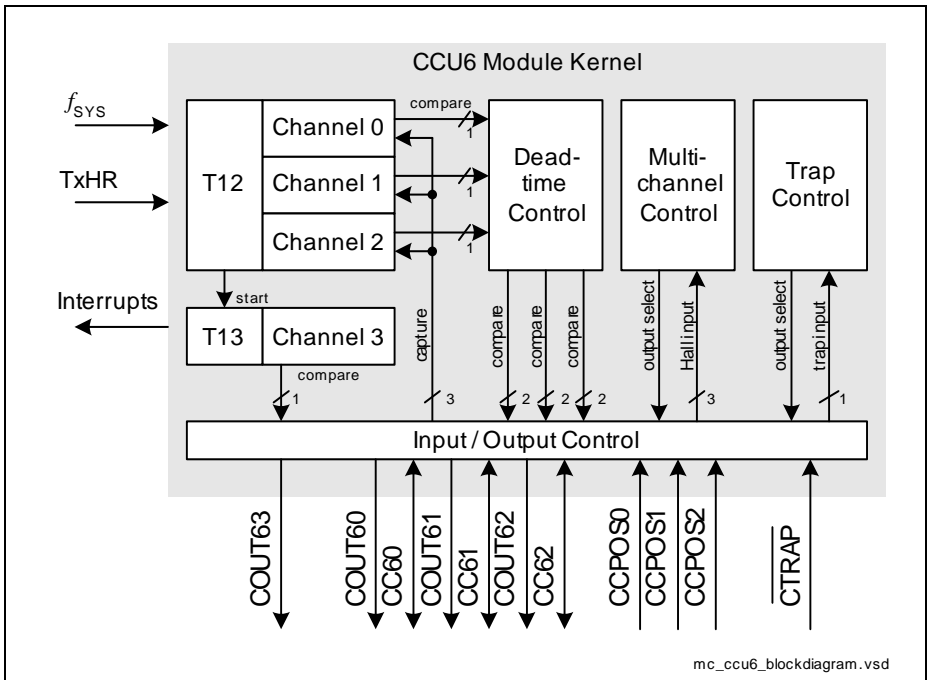 CCU6 Module Kernel
fSYS
TxHR
Interrupts
T12
Channel 0
Channel 1
Channel 2
compare
1
1
1
Dead-
time
Control
Multi-
channel
Control
Trap
Control
start
T13
Channel 3
compare
1
capture
3
compare
2
compare
2
compare
2
output select
Hall input
3
output select
trap input
1
Input / Output Control
COUT63
COUT60
CC60
COUT61
CC61
COUT62
CC62
CCPOS0
CCPOS1
CCPOS2
CTRAP
mc_ccu6_blockdiagram.vsd